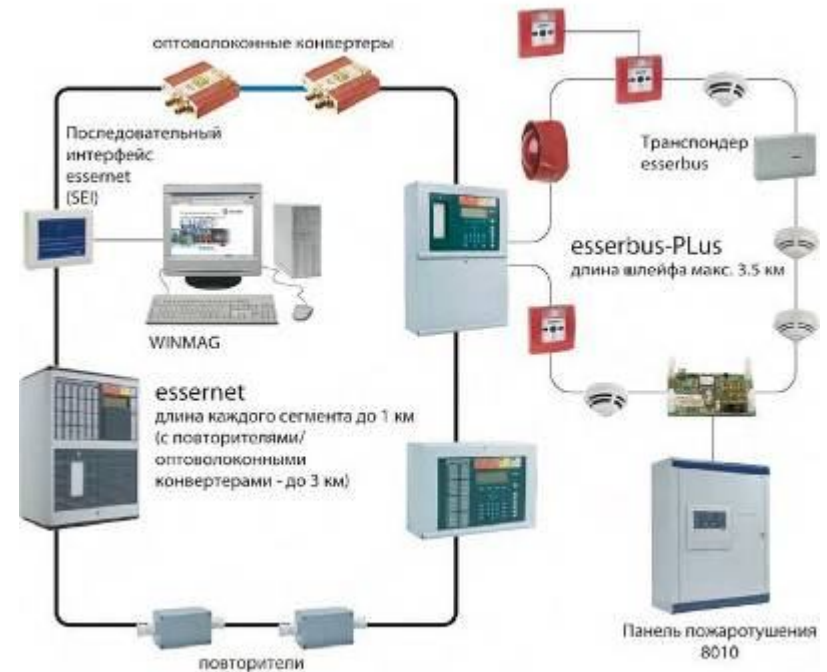 оптоволоконные конвертеры
Последовательный
интерфейс
essernet
(SEI)
WINMAG
essernet
длина каждого сегмента до 1 км
(с повторителями/
оптоволоконными
конвертерами - до 3 км)
повторители
Транспондер
esserbus
esserbus-PLus
длина шлейфа макс. 3.5 км
Панель пожаротушения
8010